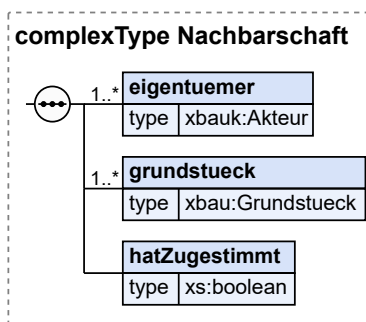 complexType Nachbarschaft
1..* eigentuemer
type xbauk:Akteur
1..* grundstueck
type xbau:Grundstueck
hatZugestimmt
type xs:boolean